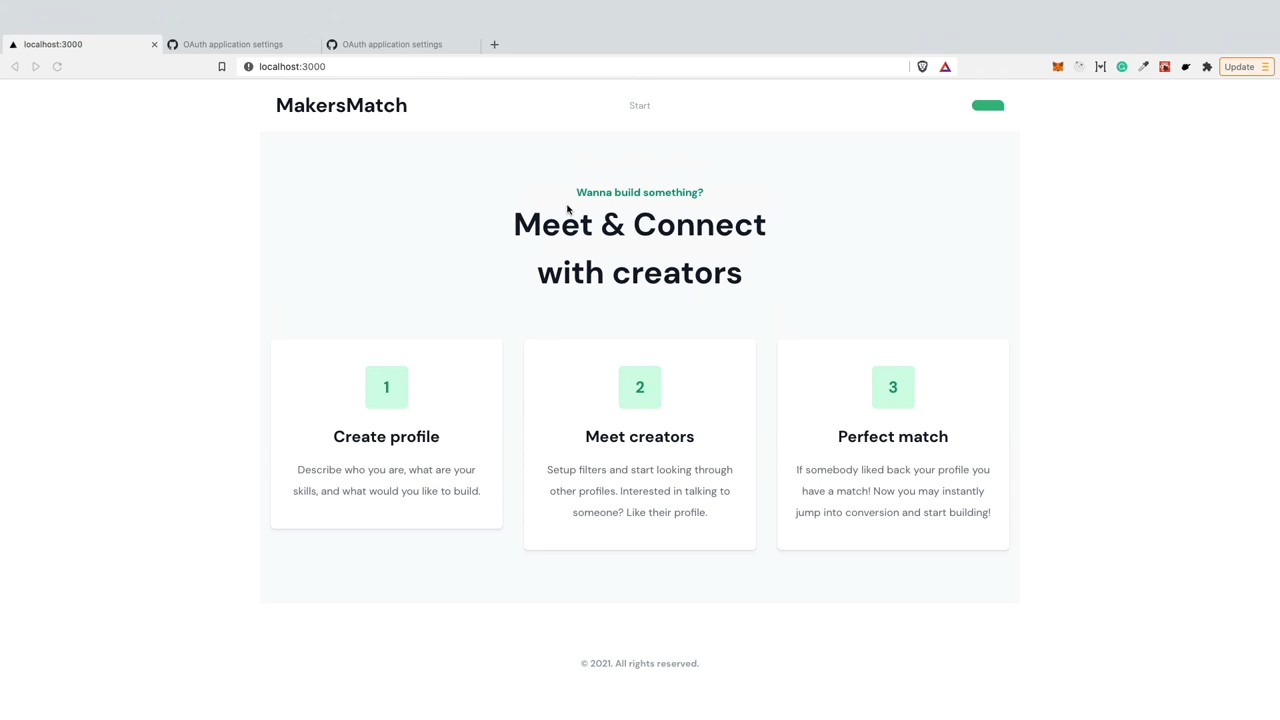 localhost:3000
OAuth application settings
OAuth application settings
localhost:3000
Update
MakersMatch
Start
Wanna build something?
Meet & Connect
with creators
1
Create profile
Describe who you are, what are your
skills, and what would you like to build.
2
Meet creators
Setup filters and start looking through
other profiles. Interested in talking to
someone? Like their profile.
3
Perfect match
If somebody liked back your profile you
have a match! Now you may instantly
jump into conversion and start building!
© 2021. All rights reserved.